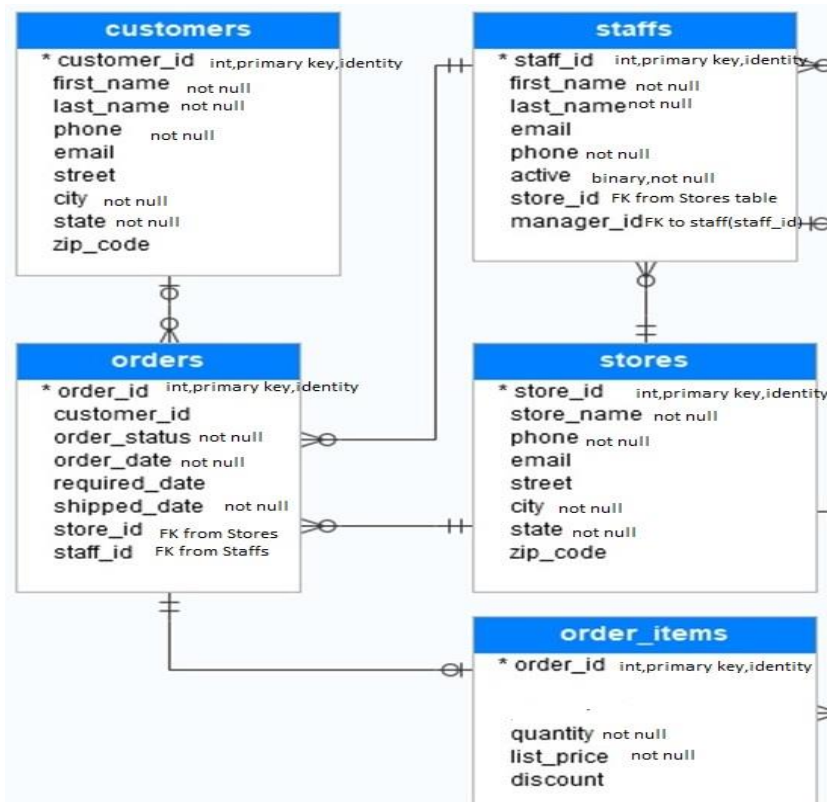 customers
* customer_id int,primary key,identity
first_name not null
last_name not null
phone not null
email
street
city not null
state not null
zip_code
staffs
* staff_id int,primary key,identity
first_name not null
last_name not null
email
phone not null
active binary,not null
store_id FK from Stores table
manager_id FK to staff(staff_id)
orders
* order_id int,primary key,identity
customer_id
order_status not null
order_date not null
required_date
shipped_date not null
store_id FK from Stores
staff_id FK from Staffs
stores
* store_id int,primary key,identity
store_name not null
phone not null
email
street
city not null
state not null
zip_code
order_items
* order_id int,primary key,identity
quantity not null
list_price not null
discount